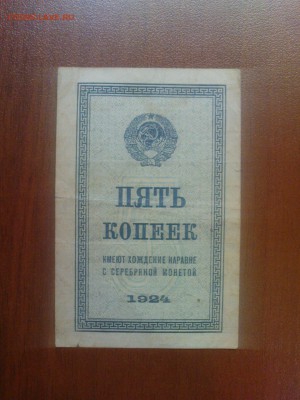 ПЯТЬ
КОПЕЕК
ИМЕЮТ ХОЖДЕНИЕ НАРАВНЕ
С СЕРЕБРЯНОЙ МОНЕТОЙ
1924